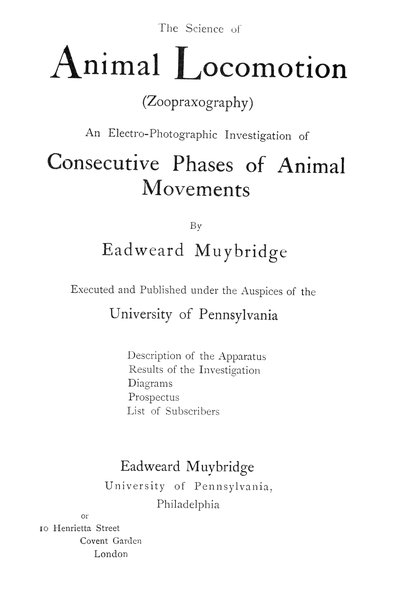 The Science of
Animal Locomotion
(Zoopraxography)
An Electro-Photographic Investigation of
Consecutive Phases of Animal
Movements
By
Eadweard Muybridge
Executed and Published under the Auspices of the
University of Pennsylvania
Description of the Apparatus
Results of the Investigation
Diagrams
Prospectus
List of Subscribers
Eadweard Muybridge
University of Pennsylvania,
Philadelphia
or
10 Henrietta Street
Covent Garden
London